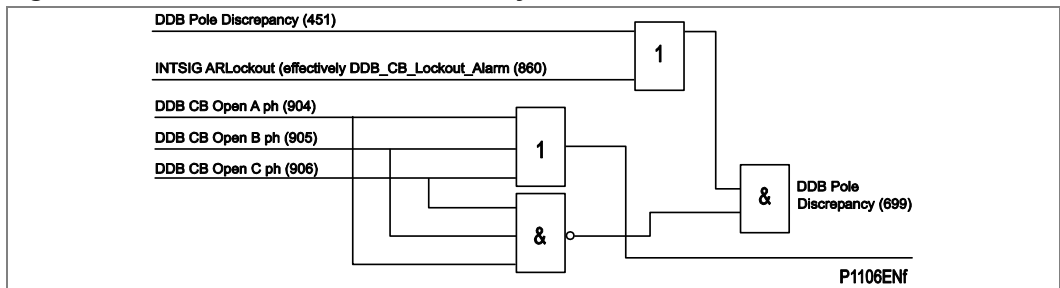 DDB Pole Discrepancy (451)
1
INTSIG ARLockout (effectively DDB_CB_Lockout_Alarm (860)
DDB CB Open A ph (904)
DDB CB Open B ph (905)
1
DDB CB Open C ph (906)
&
DDB Pole
Discrepancy (699)
&
P1106ENf